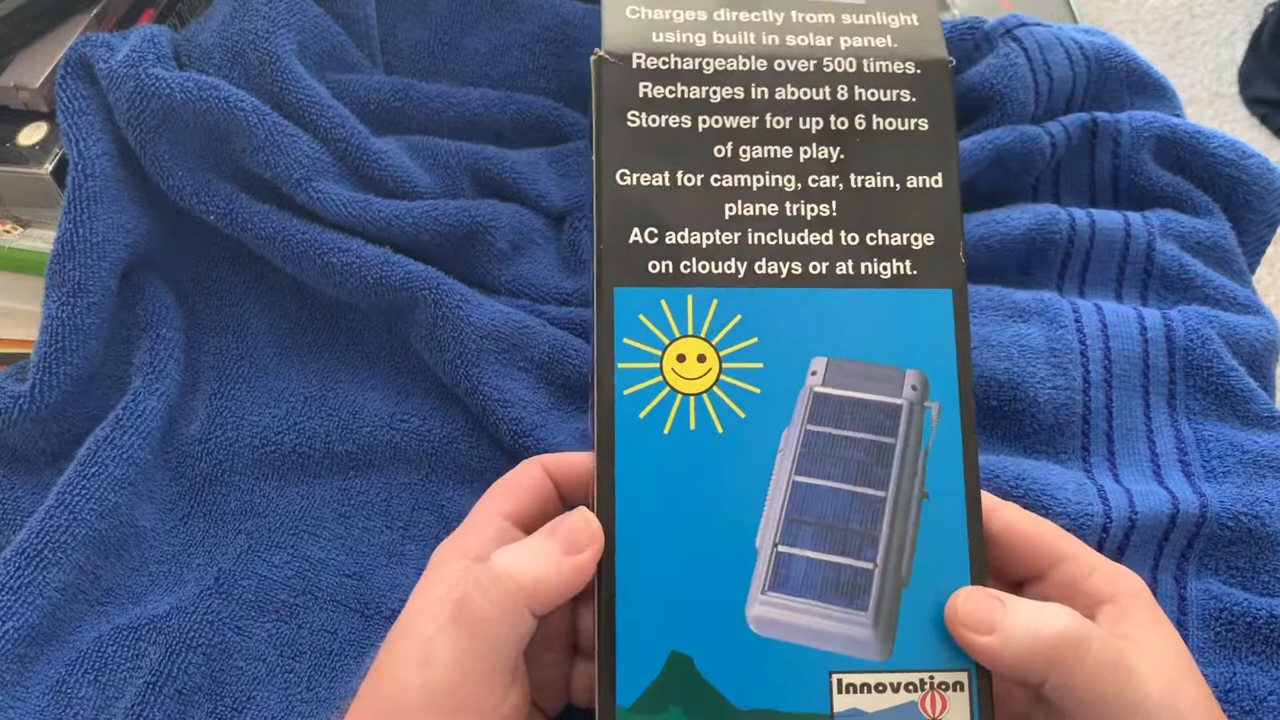 Charges directly from sunlight
using built in solar panel.
Rechargeable over 500 times.
Recharges in about 8 hours.
Stores power for up to 6 hours
of game play.
Great for camping, car, train, and
plane trips!
AC adapter included to charge
on cloudy days or at night.
Innovation